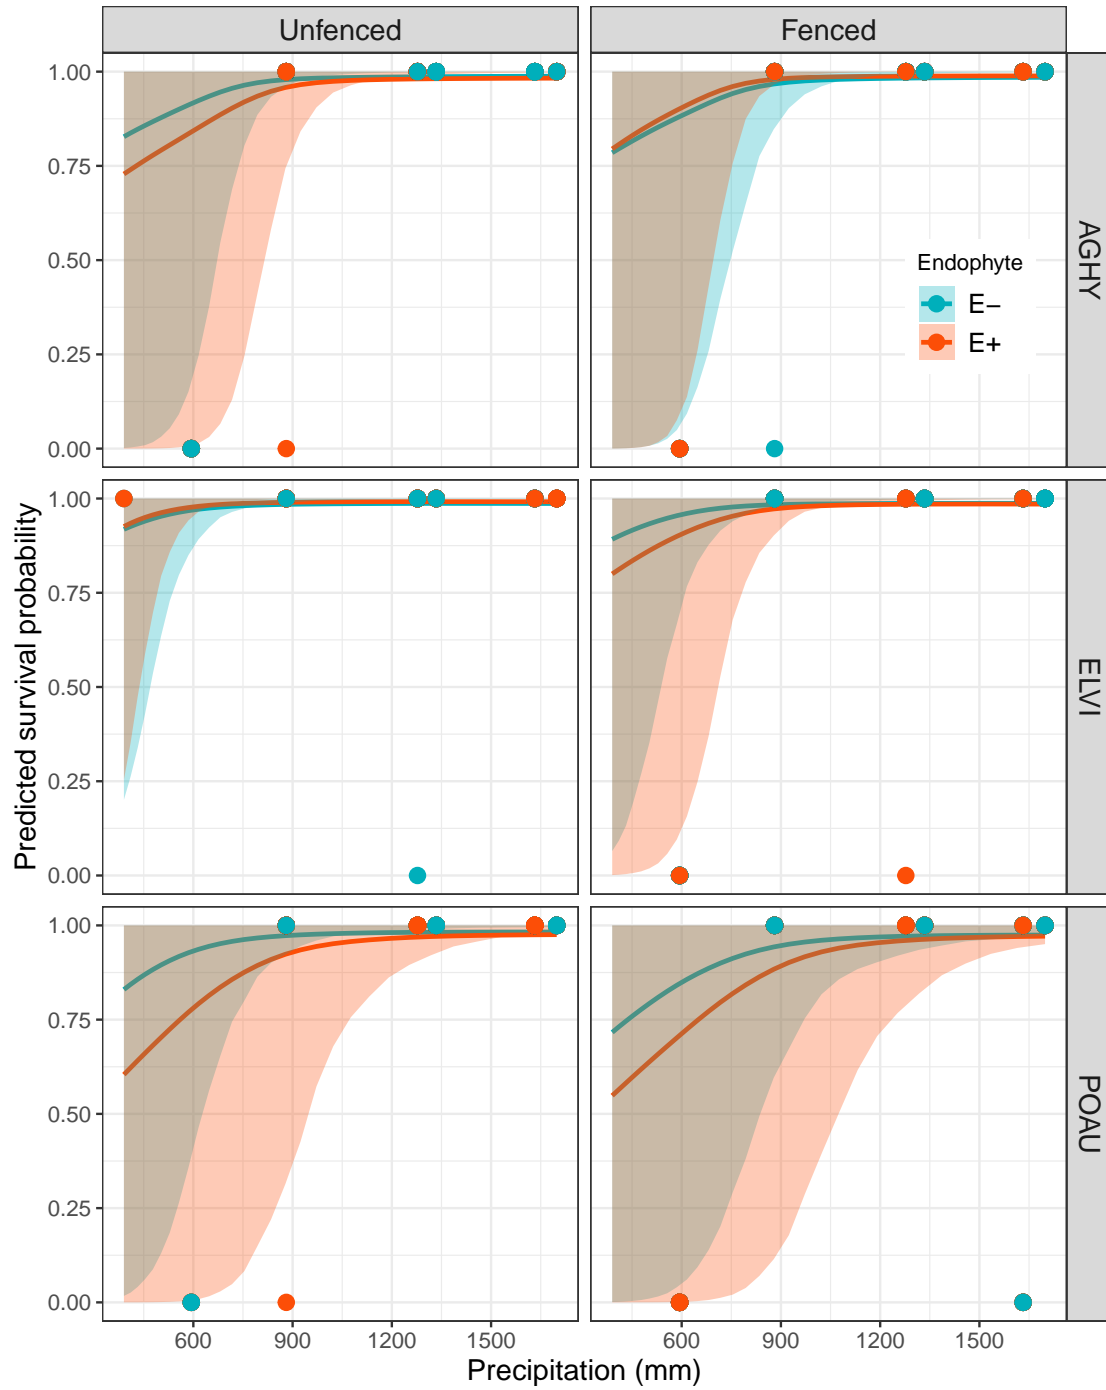 Unfenced
Fenced
1.00
0.75
0.50
0.25
0.00
AGHY
Endophyte
E−
E+
1.00
0.75
0.50
0.25
0.00
ELVI
Predicted survival probability
1.00
0.75
0.50
0.25
0.00
POAU
600 900 1200 1500
600 900 1200 1500
Precipitation (mm)